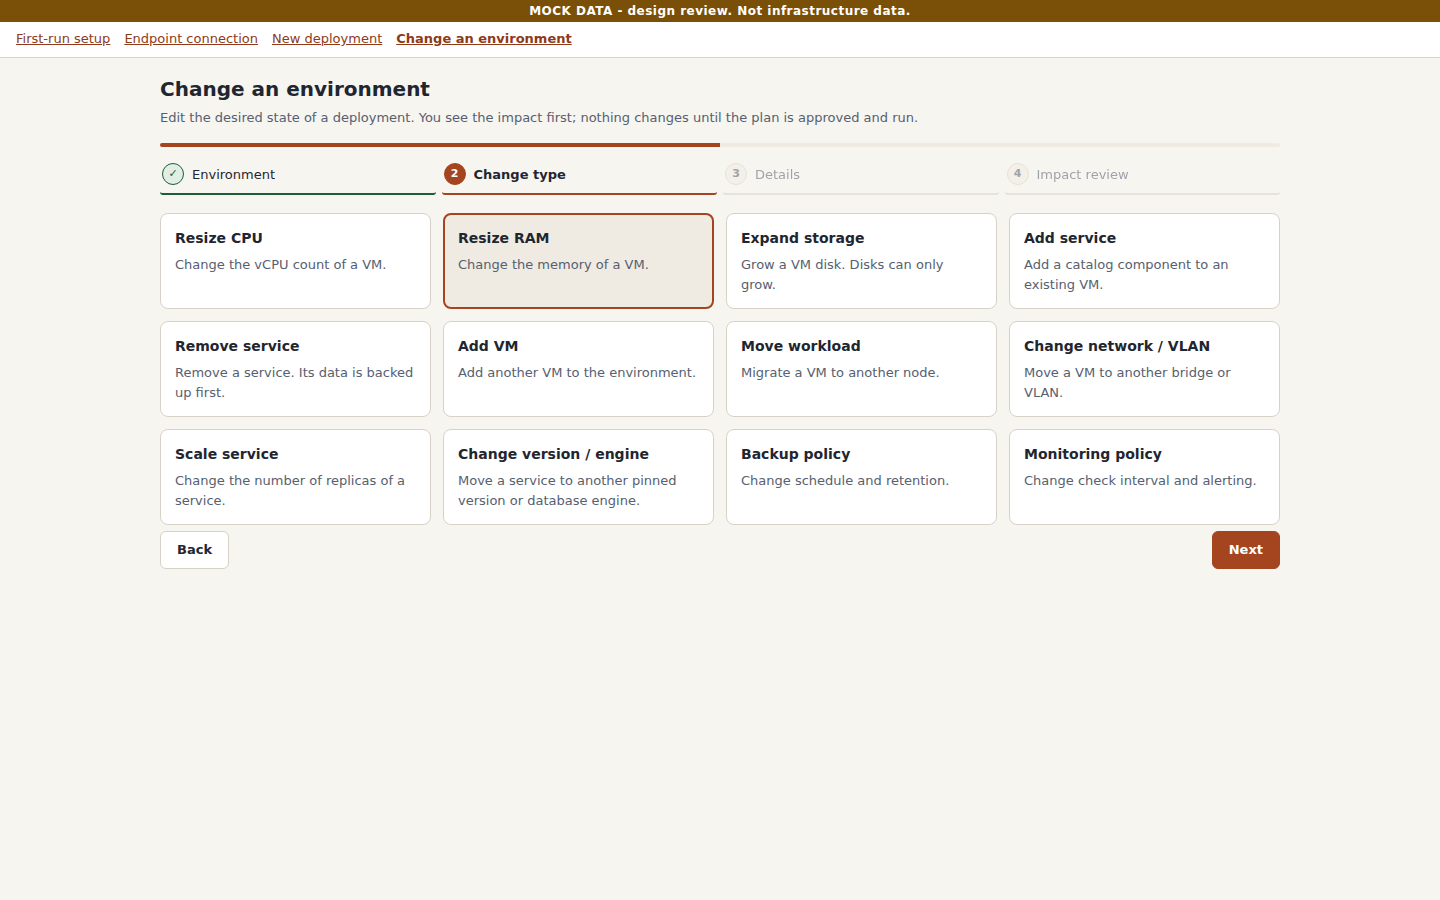 MOCK DATA - design review. Not infrastructure data.
First-run setup Endpoint connection New deployment Change an environment
Change an environment
Edit the desired state of a deployment. You see the impact first; nothing changes until the plan is approved and run.
✓ Environment 2 Change type 3 Details 4 Impact review
Resize CPU
Change the vCPU count of a VM.
Resize RAM
Change the memory of a VM.
Expand storage
Grow a VM disk. Disks can only
grow.
Add service
Add a catalog component to an
existing VM.
Remove service
Remove a service. Its data is backed
up first.
Add VM
Add another VM to the environment.
Move workload
Migrate a VM to another node.
Change network / VLAN
Move a VM to another bridge or
VLAN.
Scale service
Change the number of replicas of a
service.
Change version / engine
Move a service to another pinned
version or database engine.
Backup policy
Change schedule and retention.
Monitoring policy
Change check interval and alerting.
Back Next